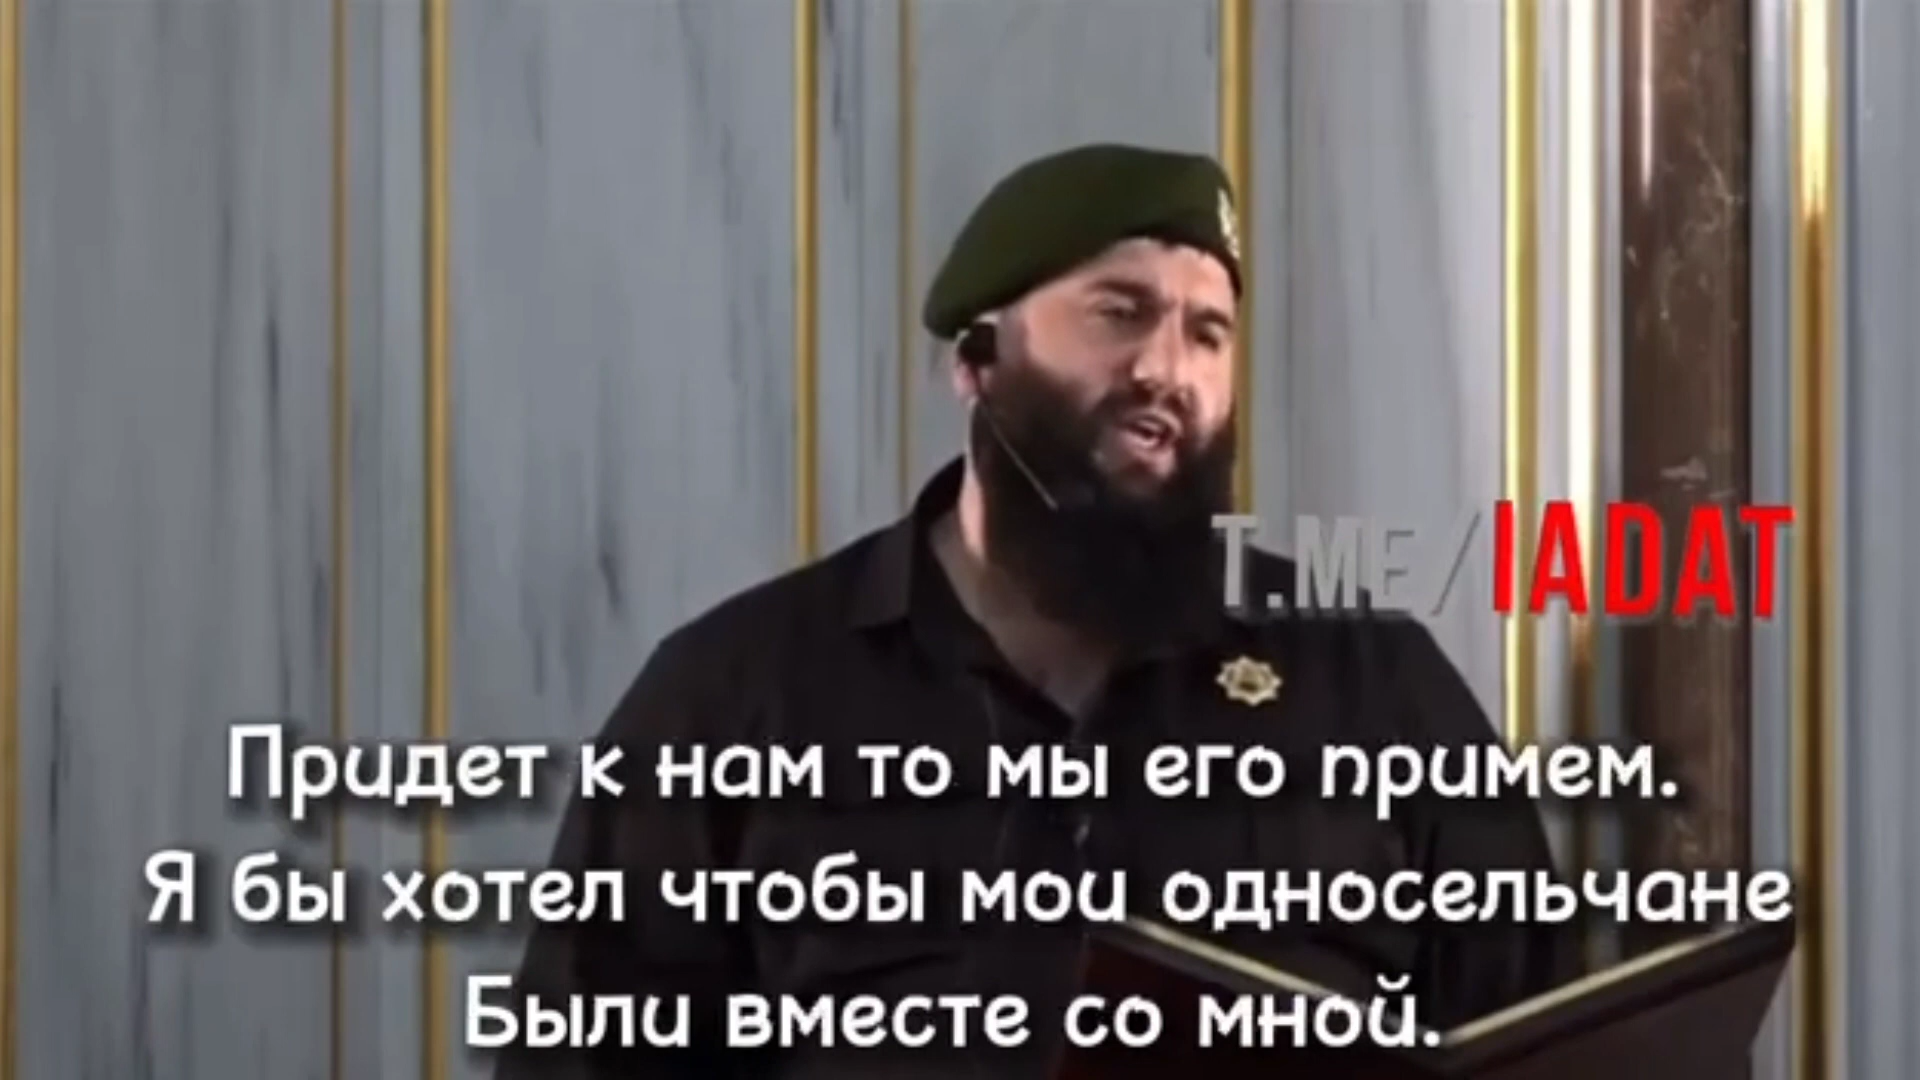 T.ME/IADAT
Придет к нам то мы его примем.
Я бы хотел чтобы мои односельчане
Были вместе со мной.